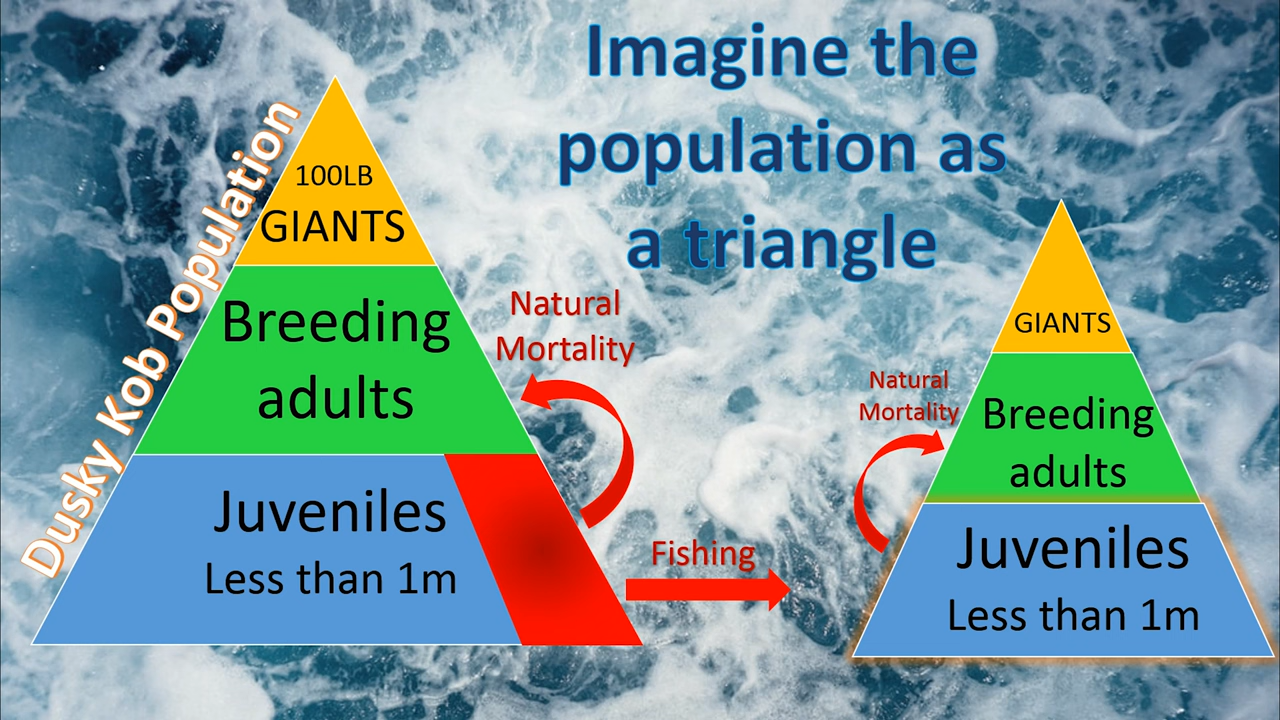 Imagine the
population as
a triangle
Dusky Kob Population
100LB
GIANTS
Breeding
adults
Juveniles
Less than 1m
Natural
Mortality
Fishing
Natural
Mortality
GIANTS
Breeding
adults
Juveniles
Less than 1m